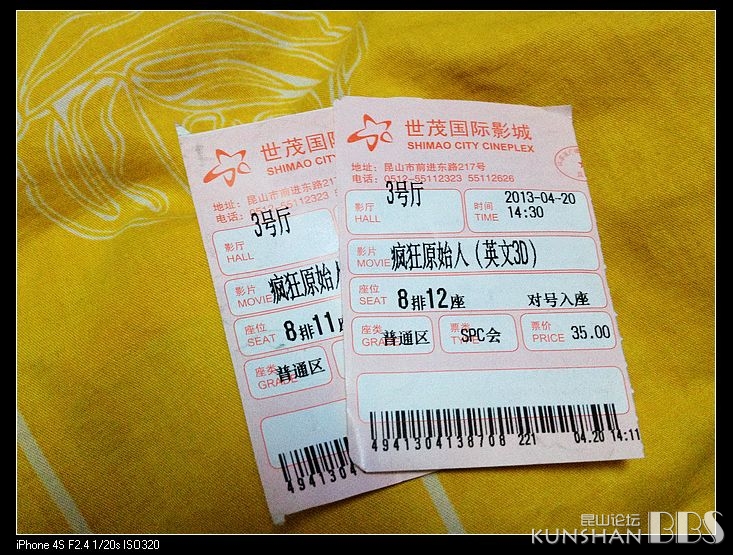 世茂国际
SHIMAO CITY
地址：昆山市前进东路217
电话：0512-55112323 55
影厅
HALL
3号厅
影片
MOVIE
疯狂原始人
座位
SEAT
8排11座
座类
GRADE
普通区
49413041
世茂国际影城
SHIMAO CITY CINEPLEX
地址：昆山市前进东路217号
电话：0512-55112323 55112626
影厅
HALL
3号厅
时间
TIME
2013-04-20
14:30
影片
MOVIE
疯狂原始人（英文3D）
座位
SEAT
8排12座 对号入座
座类
GRA
普通区
票类
TYPE
SPC会
票价
PRICE
35.00
4941304138708 221 04.20 14:11
iPhone 4S F2.4 1/20s ISO320
昆山论坛
KUNSHAN BBS